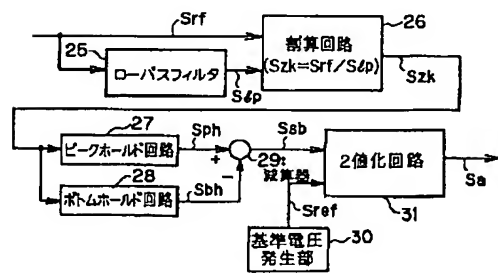 Srf
26
25
ローパスフィルタ
Sℓp
割算回路
(Szk=Srf/Sℓp)
Szk
27
ピークホールド回路
Sph
+
28
ボトムホールド回路
Sbh
-
29:
減算器
Ssb
2値化回路
31
Sa
Sref
基準電圧
発生部
30